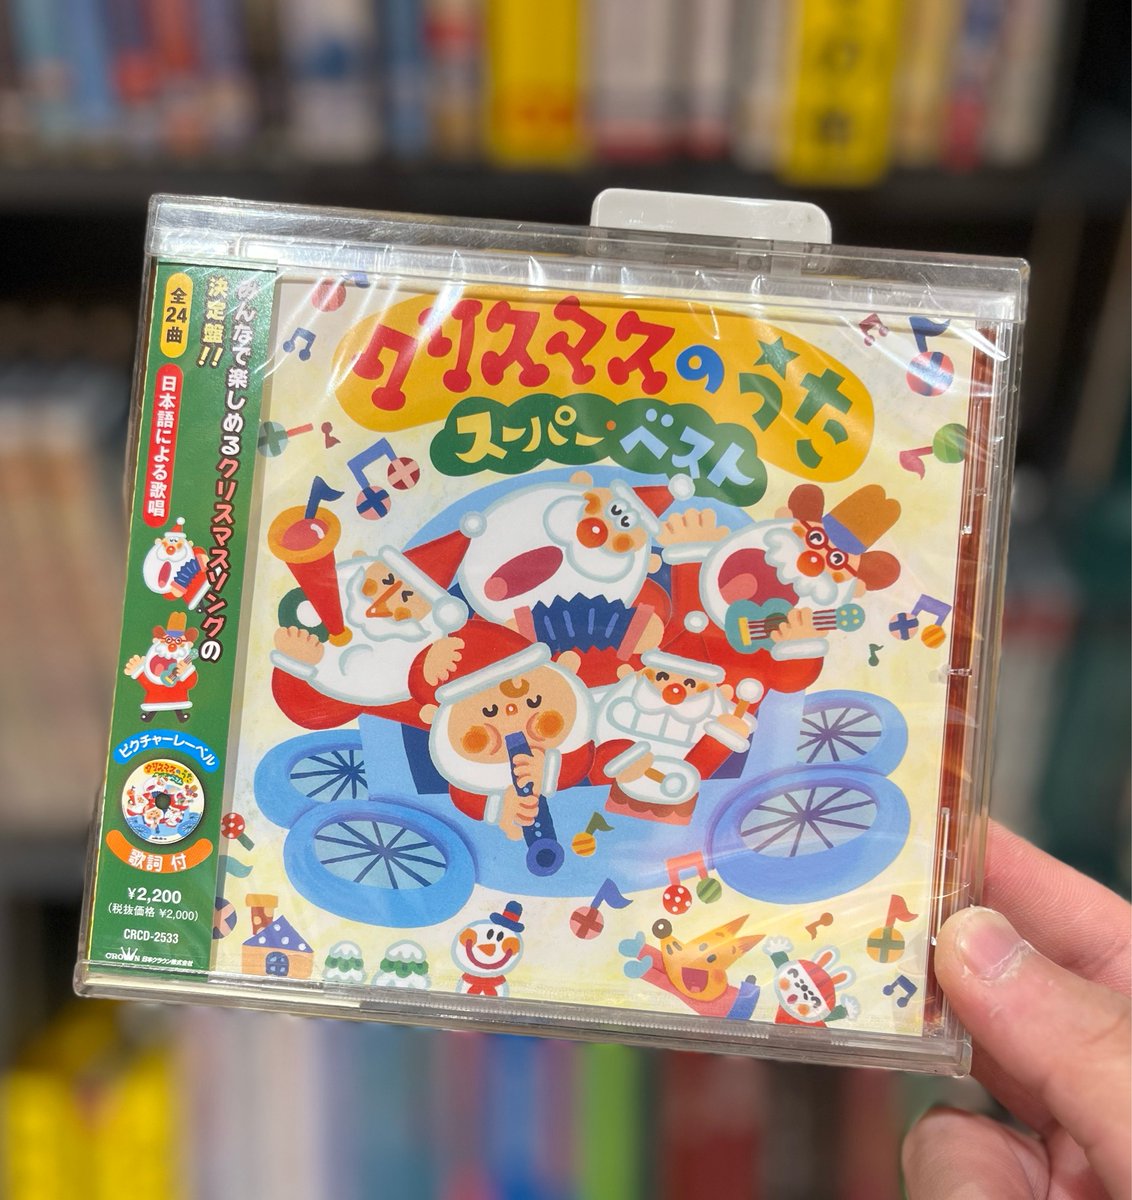 みんなで楽しめるクリスマスソングの
決定盤!!
全24曲
日本語による歌唱
ピクチャーレーベル
歌詞付
¥2,200
(税抜価格 ¥2,000)
CRCD-2533
CROWN 日本クラウン株式会社
クリスマスのうた
スーパー・ベスト